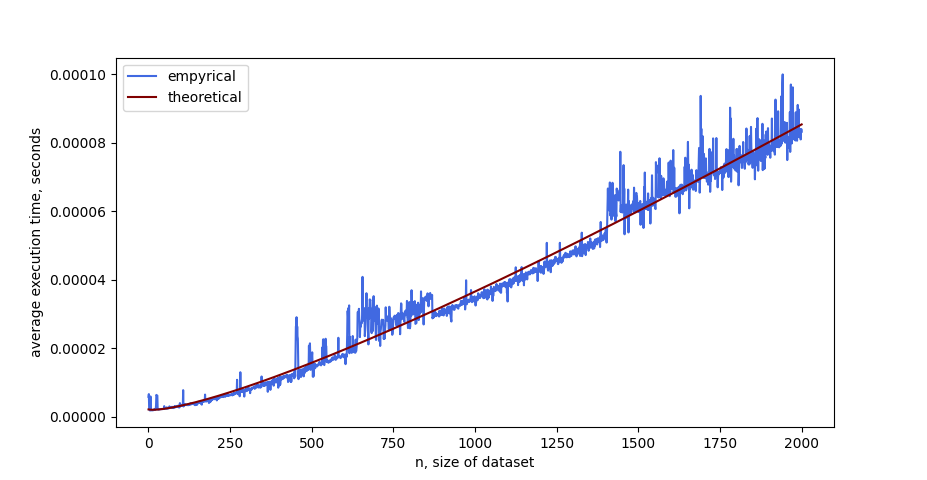 empyrical
theoretical
0.00010
0.00008
0.00006
0.00004
0.00002
0.00000
average execution time, seconds
0 250 500 750 1000 1250 1500 1750 2000
n, size of dataset